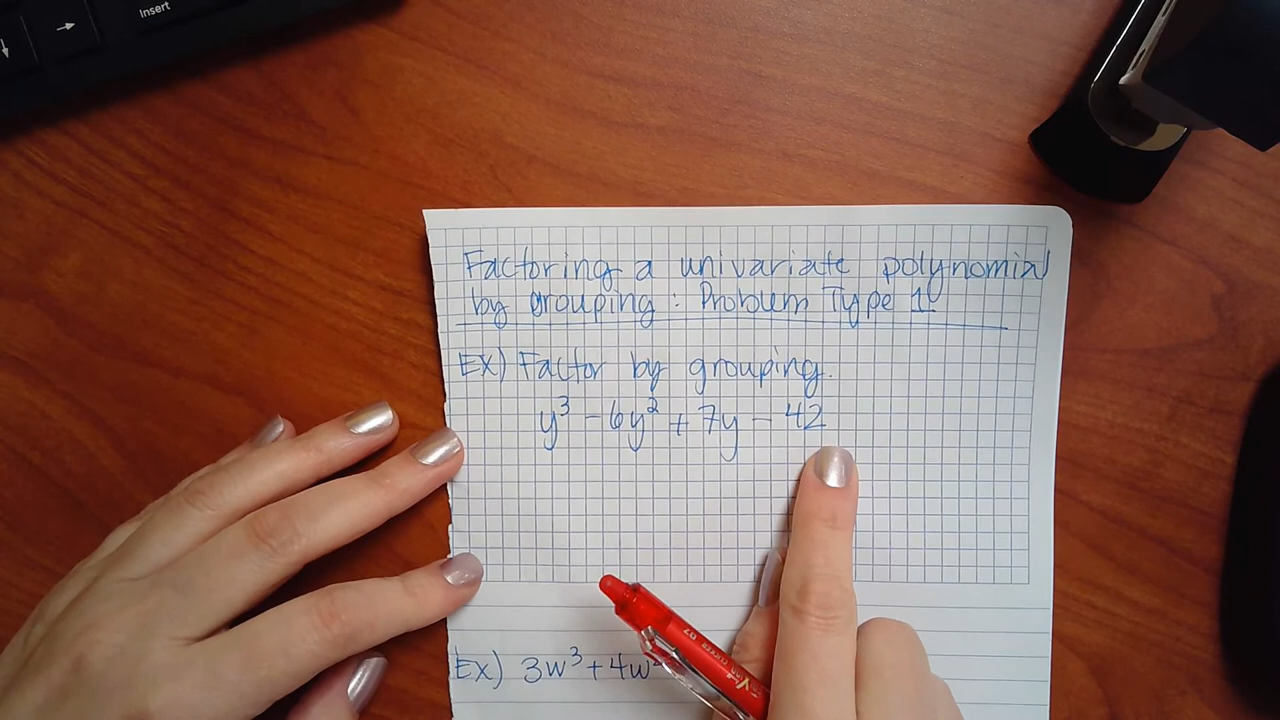 Insert
Factoring a univariate polynomial
by grouping : Problem Type 1
EX) Factor by grouping.
y³ - 6y² + 7y - 42
EX) 3w³ + 4w²